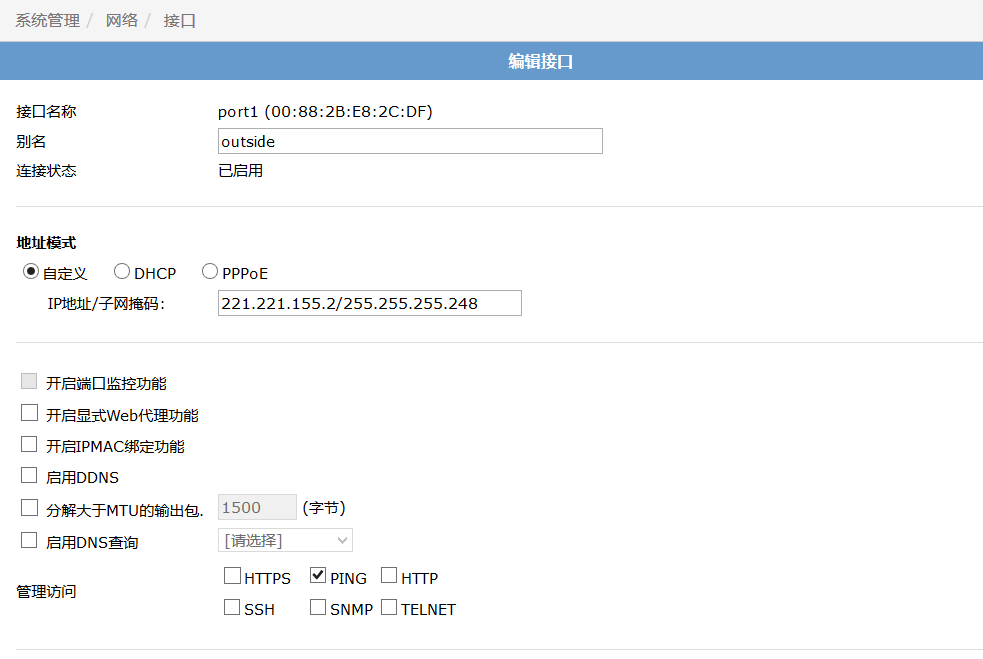 系统管理 / 网络 / 接口
编辑接口
接口名称 port1 (00:88:2B:E8:2C:DF)
别名 outside
连接状态 已启用
地址模式
自定义 DHCP PPPoE
IP地址/子网掩码: 221.221.155.2/255.255.255.248
开启端口监控功能
开启显式Web代理功能
开启IPMAC绑定功能
启用DDNS
分解大于MTU的输出包. 1500 (字节)
启用DNS查询 [请选择]
HTTPS PING HTTP
管理访问
SSH SNMP TELNET